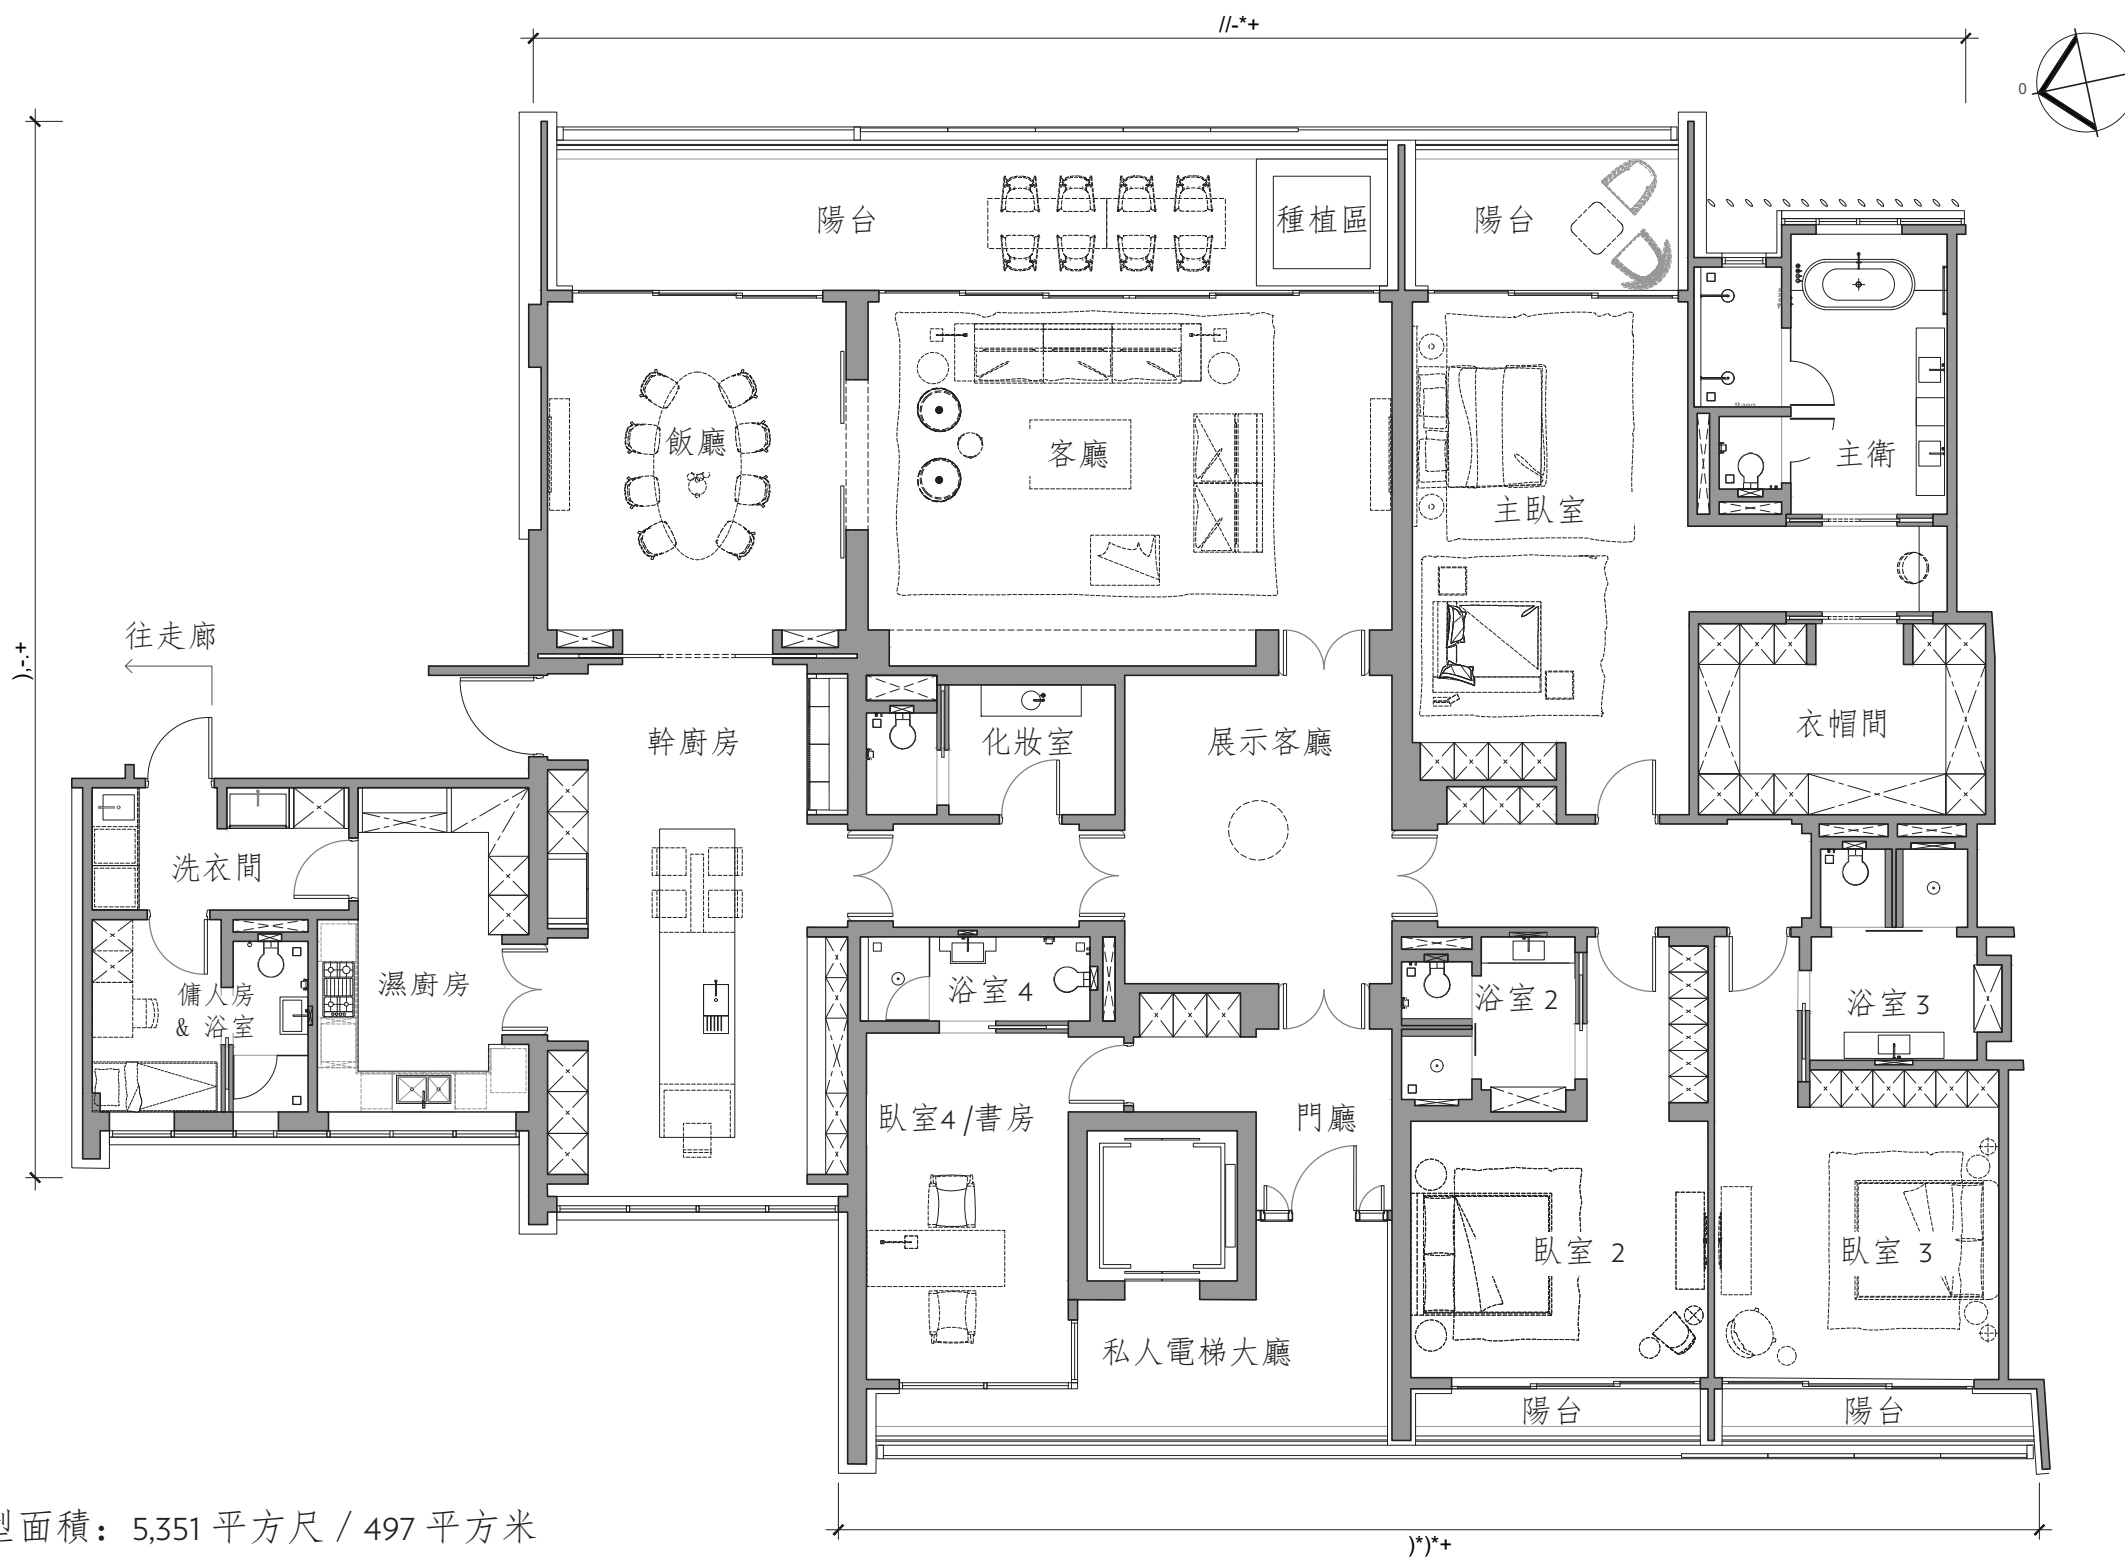 //-*+
0
),-.+
陽台
種植區
陽台
飯廳
客廳
主衛
主臥室
往走廊
幹廚房
化妝室
展示客廳
衣帽間
洗衣間
濕廚房
傭人房
& 浴室
浴室 4
浴室 2
浴室 3
臥室4 /書房
門廳
臥室 2
臥室 3
私人電梯大廳
陽台
陽台
型面積：5,351 平方尺 / 497 平方米
)*)*+